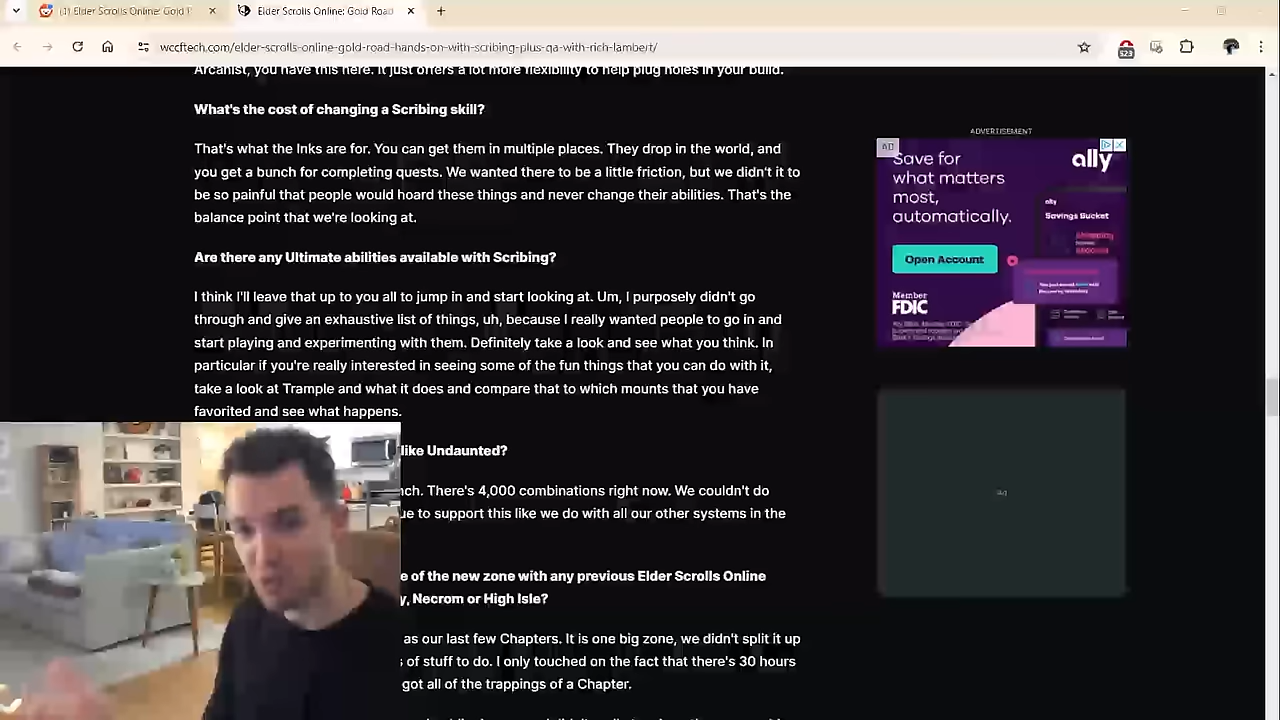 (1) Elder Scrolls Online: Gold
Elder Scrolls Online: Gold Road
wccftech.com/elder-scrolls-online-gold-road-hands-on-with-scribing-plus-qa-with-rich-lambert/
523
Arcanist, you have this here. It just offers a lot more flexibility to help plug holes in your build.
What's the cost of changing a Scribing skill?
That's what the Inks are for. You can get them in multiple places. They drop in the world, and
you get a bunch for completing quests. We wanted there to be a little friction, but we didn't it to
be so painful that people would hoard these things and never change their abilities. That's the
balance point that we're looking at.
Are there any Ultimate abilities available with Scribing?
I think I'll leave that up to you all to jump in and start looking at. Um, I purposely didn't go
through and give an exhaustive list of things, uh, because I really wanted people to go in and
start playing and experimenting with them. Definitely take a look and see what you think. In
particular if you're really interested in seeing some of the fun things that you can do with it,
take a look at Trample and what it does and compare that to which mounts that you have
favorited and see what happens.
like Undaunted?
nch. There's 4,000 combinations right now. We couldn't do
ue to support this like we do with all our other systems in the
e of the new zone with any previous Elder Scrolls Online
y, Necrom or High Isle?
as our last few Chapters. It is one big zone, we didn't split it up
s of stuff to do. I only touched on the fact that there's 30 hours
got all of the trappings of a Chapter.
ADVERTISEMENT
AD
Save for
what matters
most,
automatically.
ally
Open Account
Member
FDIC
ally
Savings Bucket
Ad